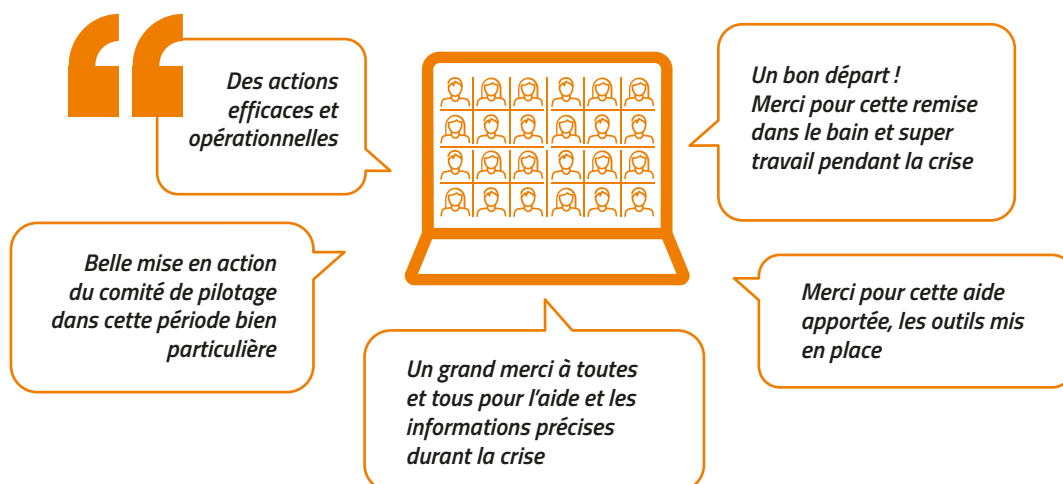 Des actions
efficaces et
opérationnelles
Un bon départ !
Merci pour cette remise
dans le bain et super
travail pendant la crise
Belle mise en action
du comité de pilotage
dans cette période bien
particulière
Merci pour cette aide
apportée, les outils mis
en place
Un grand merci à toutes
et tous pour l'aide et les
informations précises
durant la crise